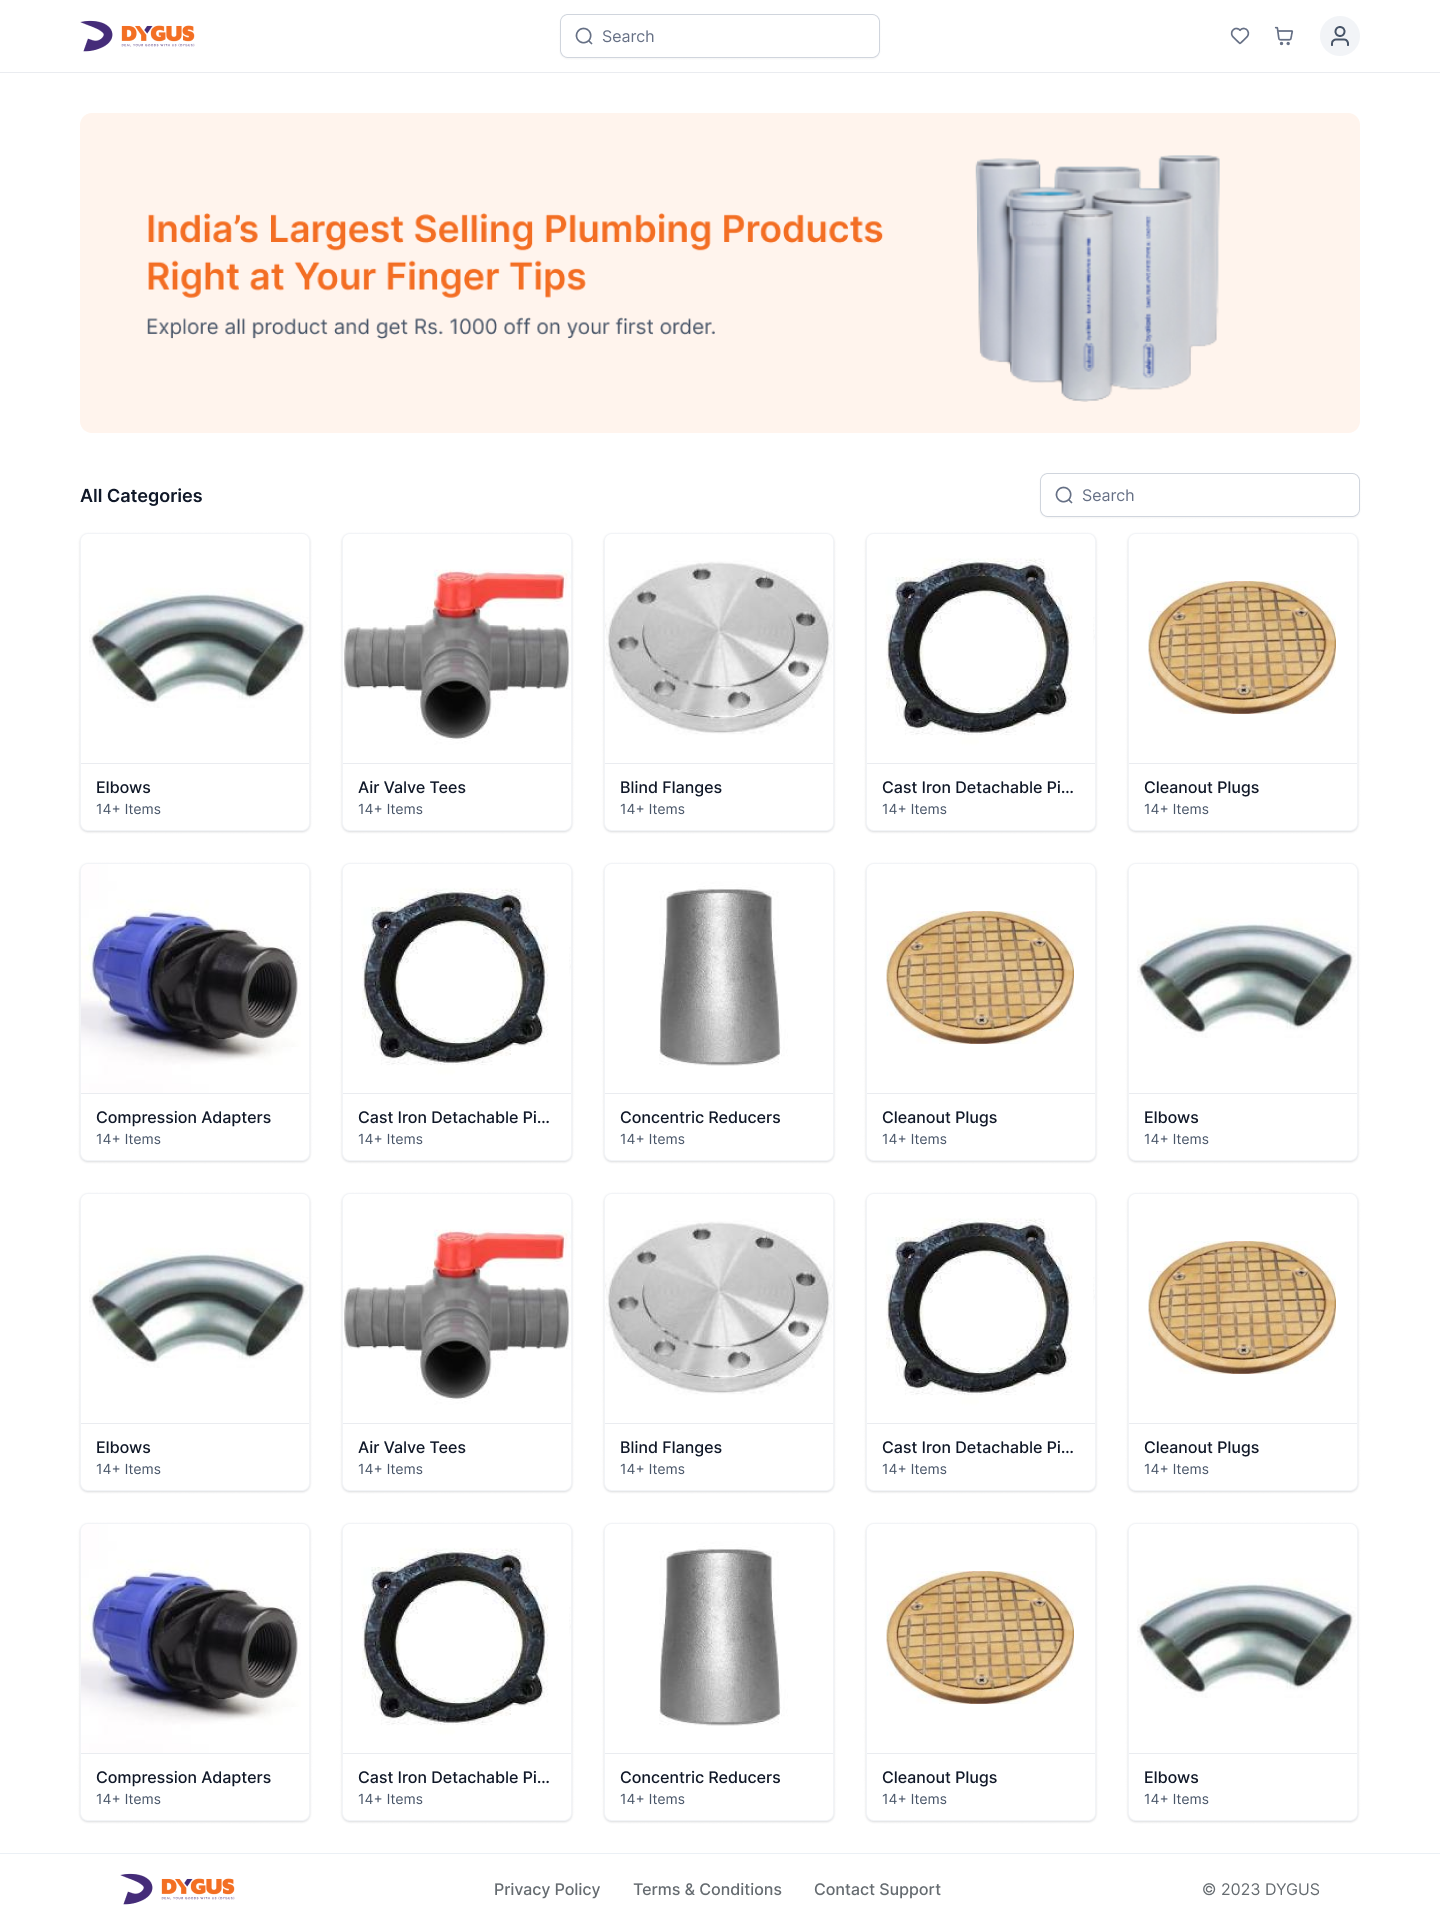 DYGUS
Search
India's Largest Selling Plumbing Products
Right at Your Finger Tips
Explore all product and get Rs. 1000 off on your first order.
All Categories
Search
Elbows
14+ Items
Air Valve Tees
14+ Items
Blind Flanges
14+ Items
Cast Iron Detachable Pi...
14+ Items
Cleanout Plugs
14+ Items
Compression Adapters
14+ Items
Cast Iron Detachable Pi...
14+ Items
Concentric Reducers
14+ Items
Cleanout Plugs
14+ Items
Elbows
14+ Items
Elbows
14+ Items
Air Valve Tees
14+ Items
Blind Flanges
14+ Items
Cast Iron Detachable Pi...
14+ Items
Cleanout Plugs
14+ Items
Compression Adapters
14+ Items
Cast Iron Detachable Pi...
14+ Items
Concentric Reducers
14+ Items
Cleanout Plugs
14+ Items
Elbows
14+ Items
DYGUS
Privacy Policy
Terms & Conditions
Contact Support
© 2023 DYGUS